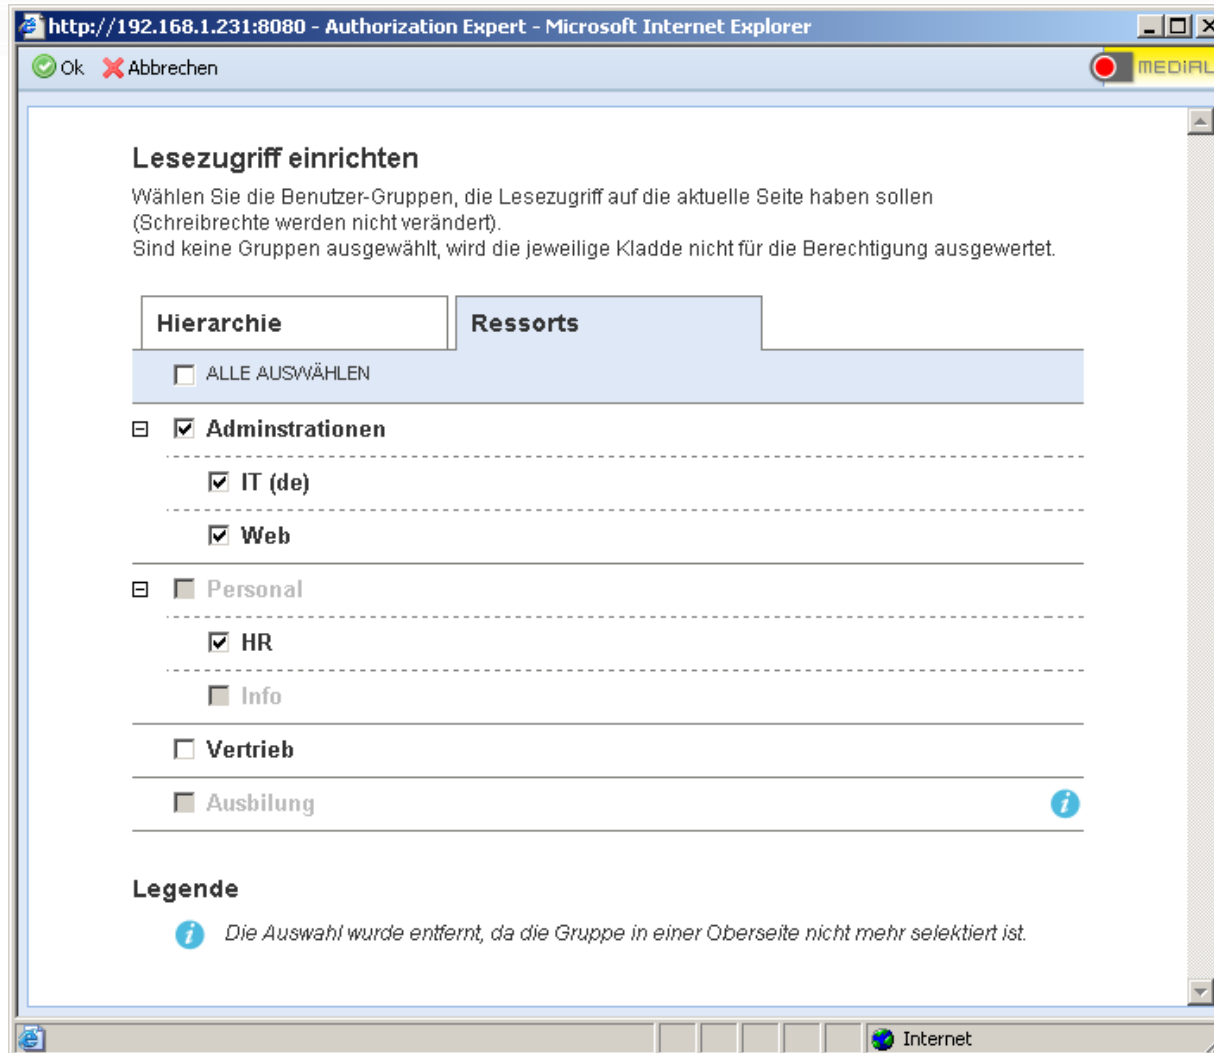 http://192.168.1.231:8080 - Authorization Expert - Microsoft Internet Explorer
Ok Abbrechen
MEDIAL
Lesezugriff einrichten
Wählen Sie die Benutzer-Gruppen, die Lesezugriff auf die aktuelle Seite haben sollen
(Schreibrechte werden nicht verändert).
Sind keine Gruppen ausgewählt, wird die jeweilige Kladde nicht für die Berechtigung ausgewertet.
Hierarchie Ressorts
ALLE AUSWÄHLEN
Adminstrationen
IT (de)
Web
Personal
HR
Info
Vertrieb
Ausbilung
Legende
Die Auswahl wurde entfernt, da die Gruppe in einer Oberseite nicht mehr selektiert ist.
Internet